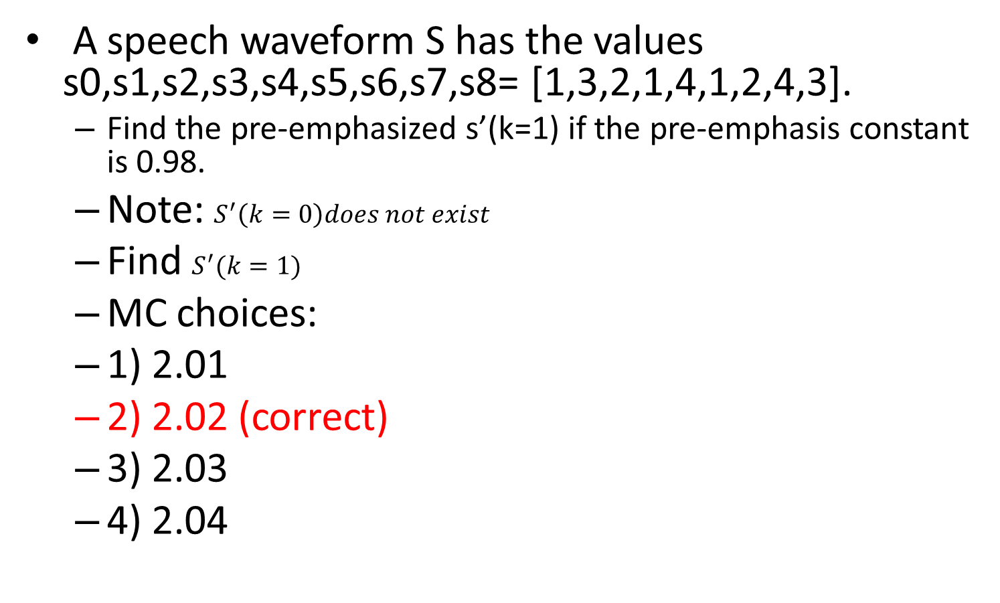 • A speech waveform S has the values
s0,s1,s2,s3,s4,s5,s6,s7,s8= [1,3,2,1,4,1,2,4,3].
– Find the pre-emphasized s’(k=1) if the pre-emphasis constant
is 0.98.
– Note: 𝑆′(𝑘 = 0)𝑑𝑜𝑒𝑠 𝑛𝑜𝑡 𝑒𝑥𝑖𝑠𝑡
– Find 𝑆′(𝑘 = 1)
– MC choices:
– 1) 2.01
– 2) 2.02 (correct)
– 3) 2.03
– 4) 2.04